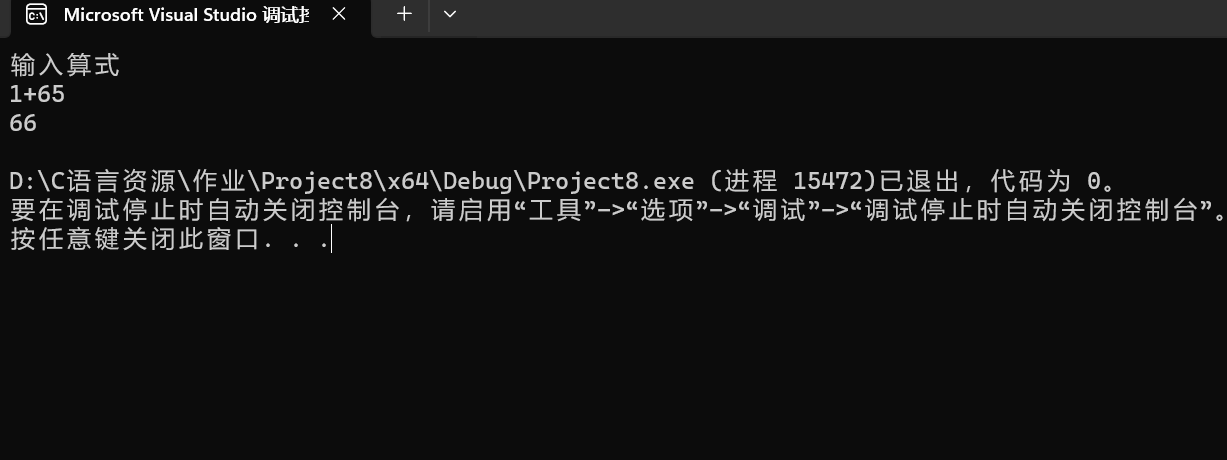 Microsoft Visual Studio 调试
输入算式
1+65
66
D:\C语言资源\作业\Project8\x64\Debug\Project8.exe (进程 15472)已退出，代码为 0。
要在调试停止时自动关闭控制台，请启用“工具”->“选项”->“调试”->“调试停止时自动关闭控制台”。
按任意键关闭此窗口. . .